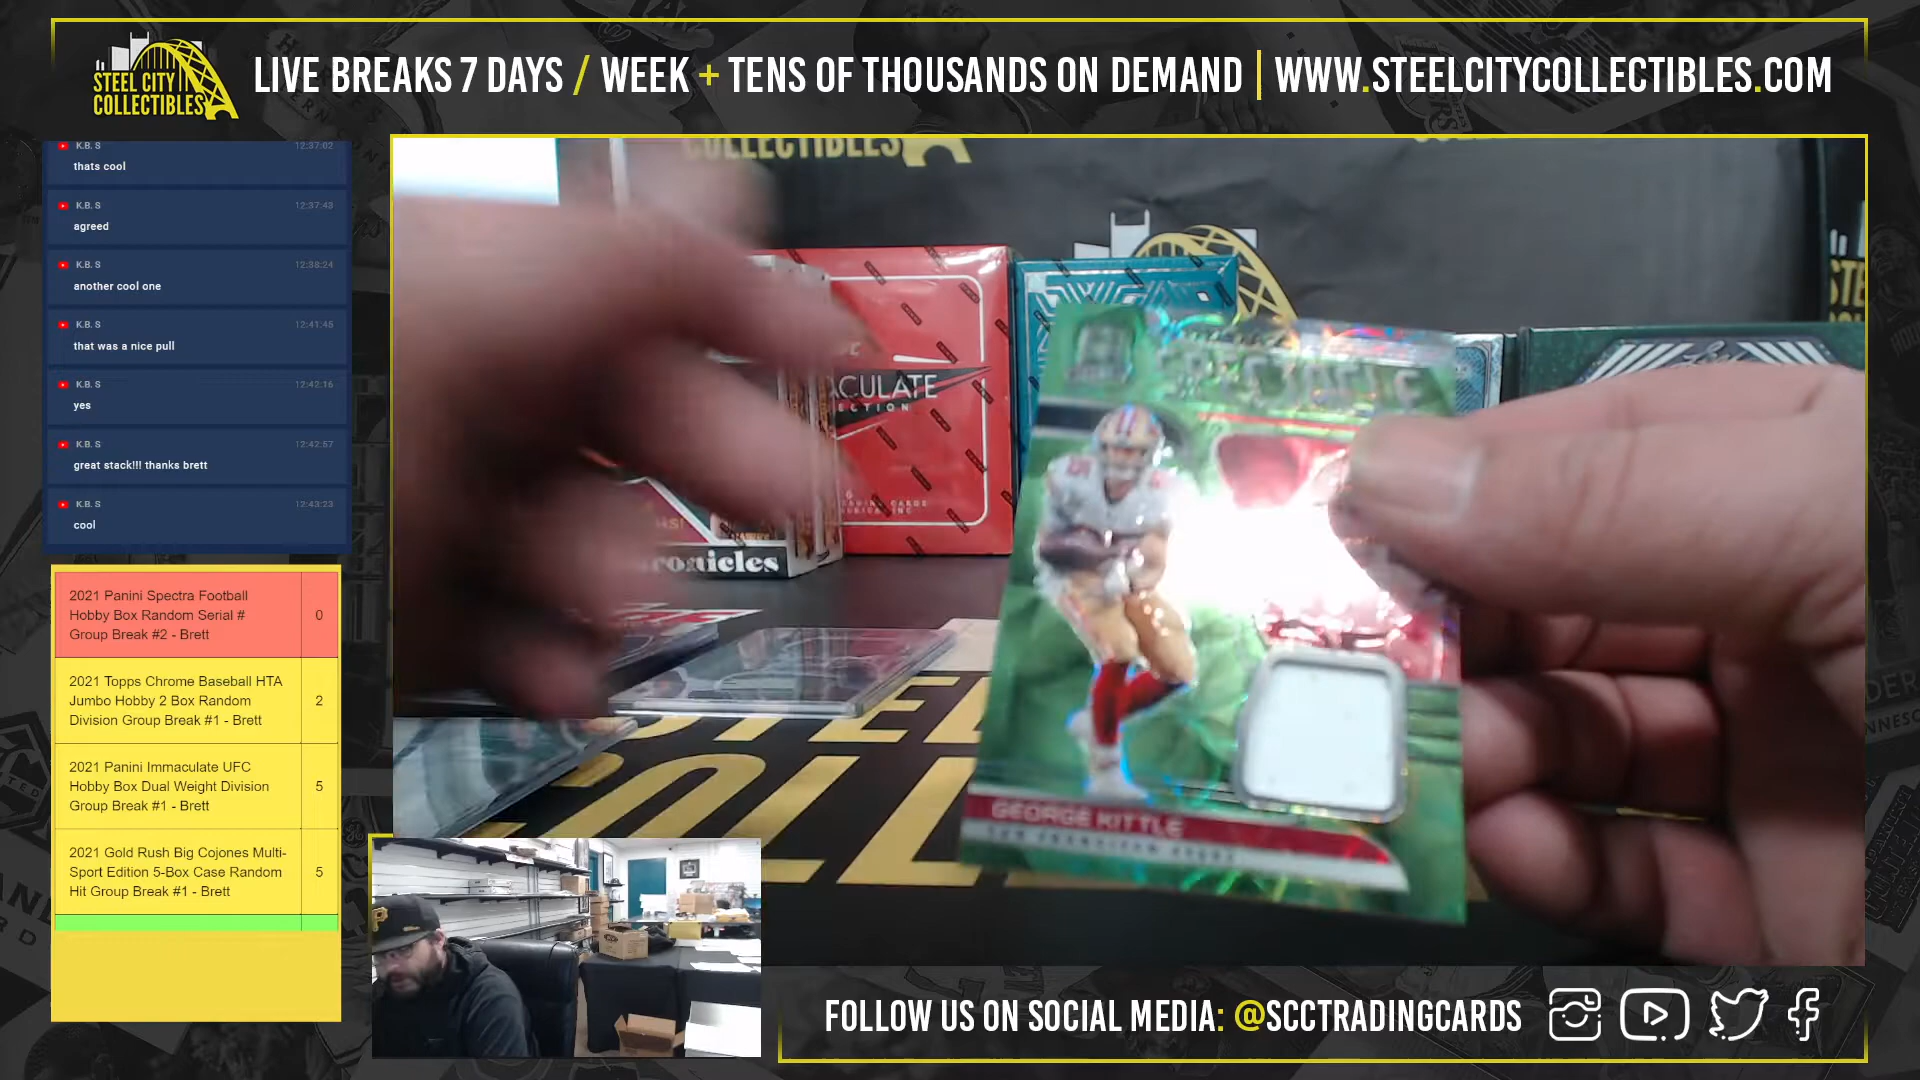 STEEL CITY
COLLECTIBLES
LIVE BREAKS 7 DAYS / WEEK + TENS OF THOUSANDS ON DEMAND | WWW.STEELCITYCOLLECTIBLES.COM
K.B. S 12:37:02
thats cool
K.B. S 12:37:43
agreed
K.B. S 12:38:24
another cool one
K.B. S 12:41:45
that was a nice pull
K.B. S 12:42:16
yes
K.B. S 12:42:57
great stack!!! thanks brett
K.B. S 12:43:23
cool
2021 Panini Spectra Football
Hobby Box Random Serial # 0
Group Break #2 - Brett
2021 Topps Chrome Baseball HTA
Jumbo Hobby 2 Box Random 2
Division Group Break #1 - Brett
2021 Panini Immaculate UFC
Hobby Box Dual Weight Division 5
Group Break #1 - Brett
2021 Gold Rush Big Cojones Multi-
Sport Edition 5-Box Case Random 5
Hit Group Break #1 - Brett
COLLECTIBLES
ACULATE
ECTION
ronicles
GEORGE KITTLE
STEEL
COLL
FOLLOW US ON SOCIAL MEDIA: @SCCTRADINGCARDS